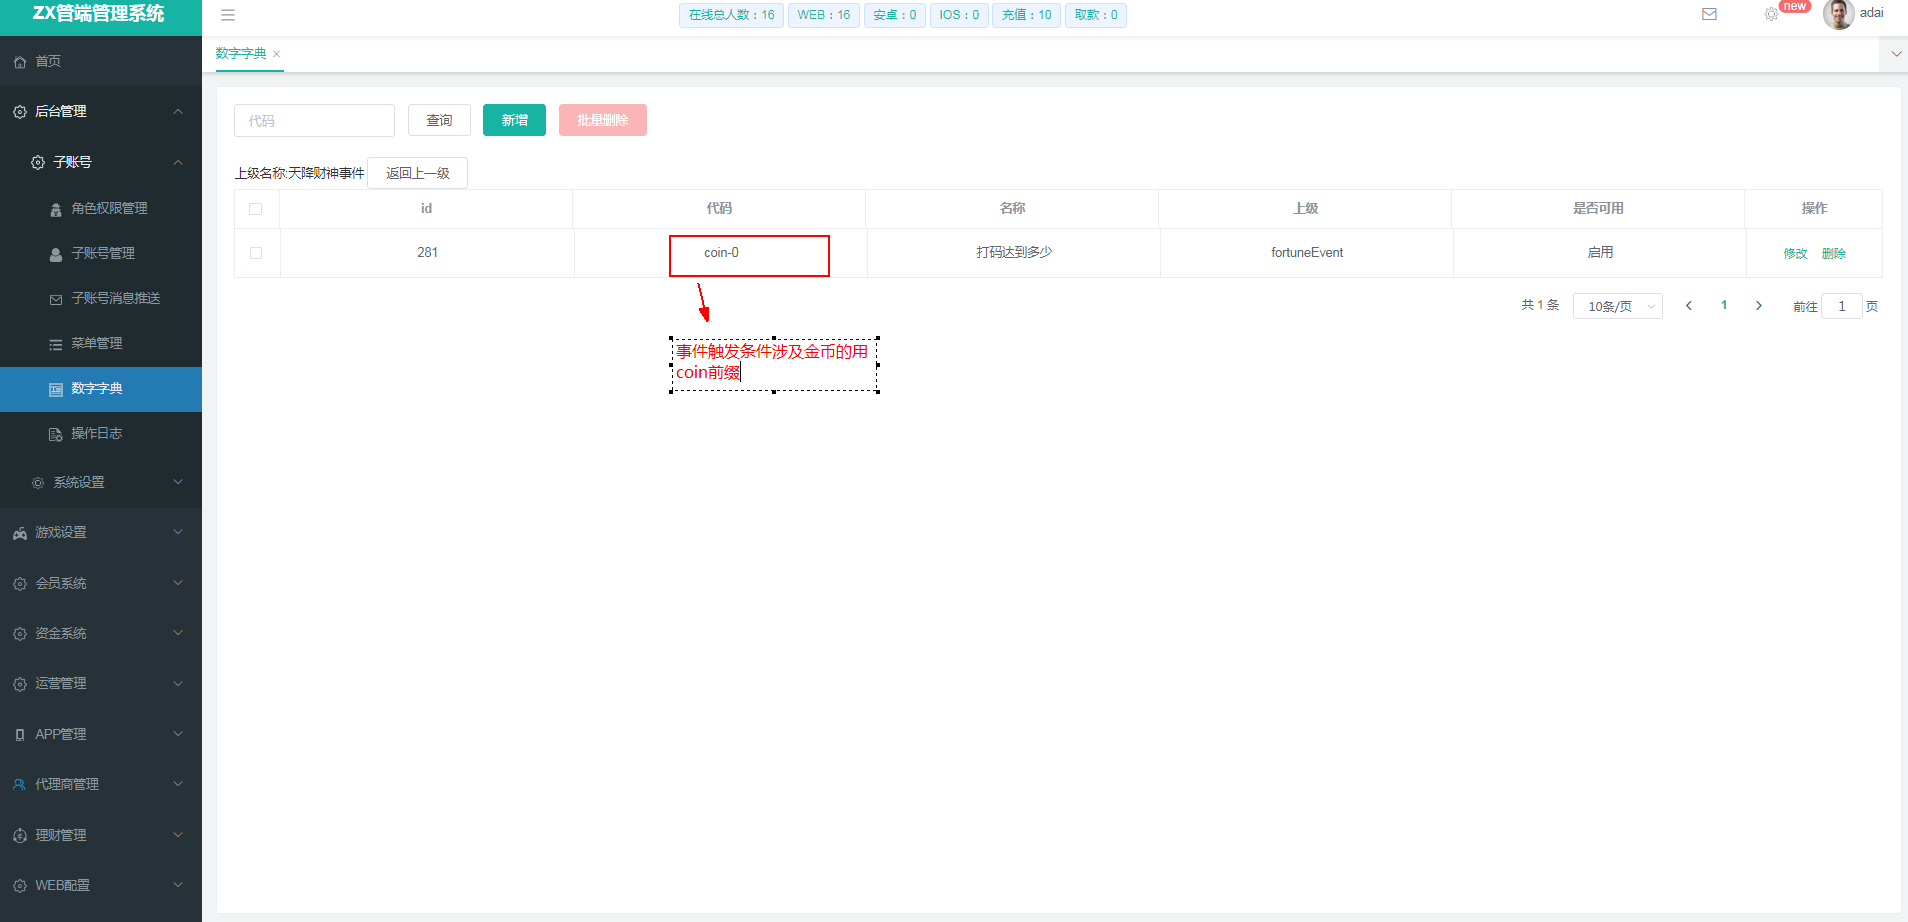 ZX管端管理系统
在线总人数：16 WEB：16 安卓：0 IOS：0 充值：10 取款：0
new
adai
首页
后台管理
子账号
角色权限管理
子账号管理
子账号消息推送
菜单管理
数字字典
操作日志
系统设置
游戏设置
会员系统
资金系统
运营管理
APP管理
代理商管理
理财管理
WEB配置
数字字典
代码 查询 新增 批量删除
上级名称:天降财神事件 返回上一级
id 代码 名称 上级 是否可用 操作
281 coin-0 打码达到多少 fortuneEvent 启用 修改 删除
共 1 条 10条/页 1 前往 1 页
事件触发条件涉及金币的用
coin前缀